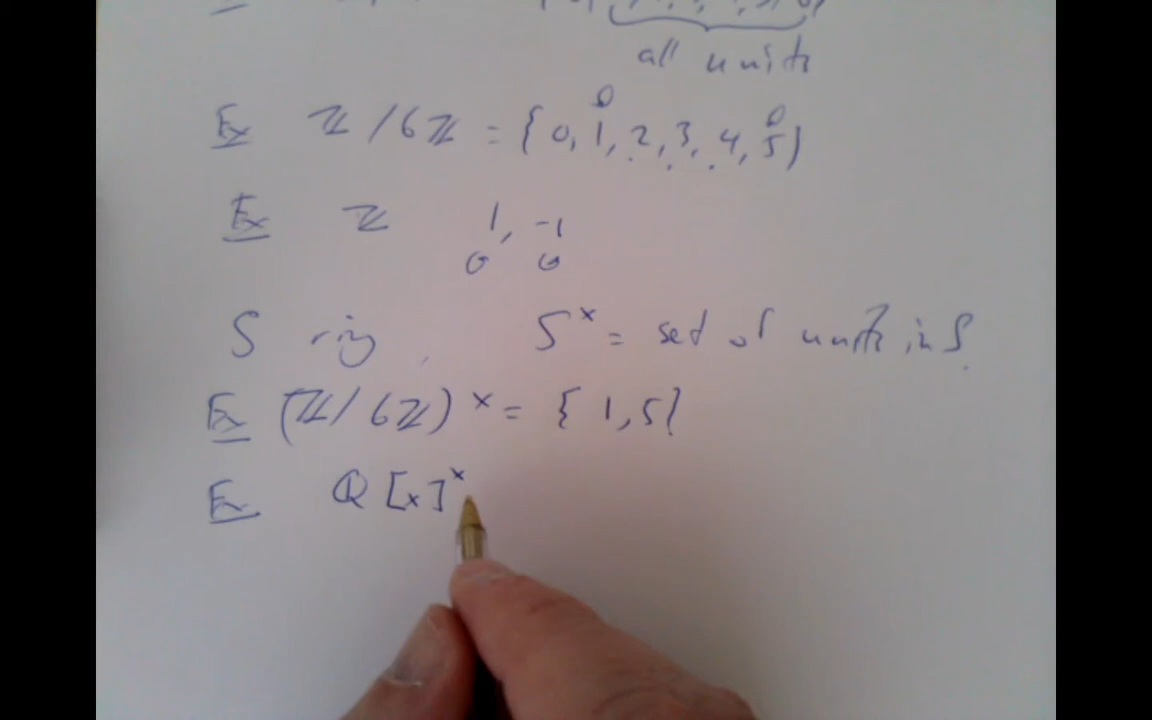 all units
Ex ℤ/6ℤ = {0, 1, 2, 3, 4, 5}
Ex ℤ 1, -1
S ring, S^× = set of units in S.
Ex (ℤ/6ℤ)^× = {1, 5}
Ex ℚ[x]^×